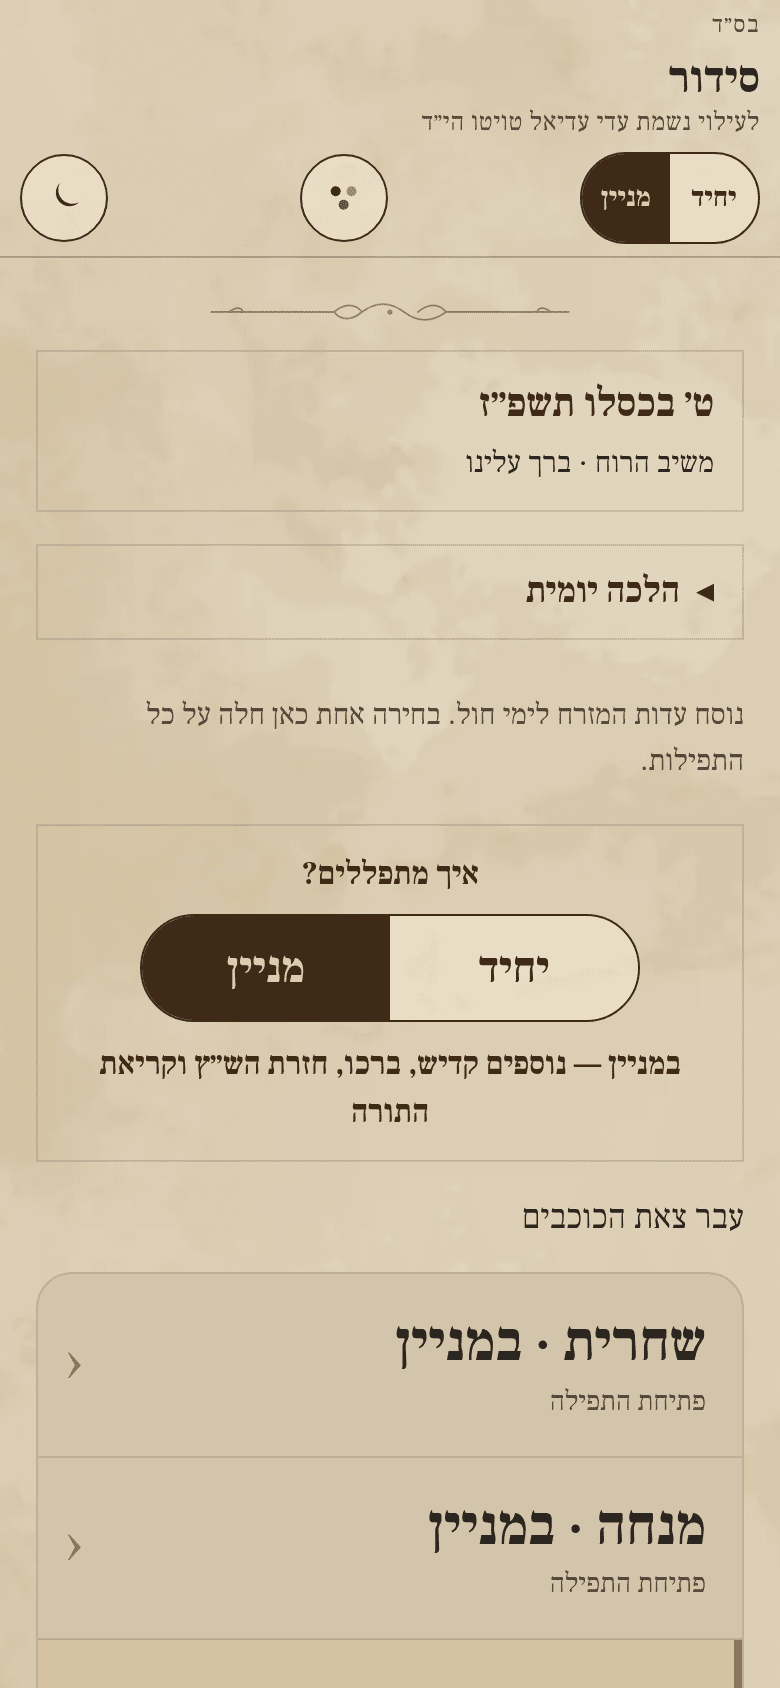 בס״ד
סידור
לעילוי נשמת עדי עדיאל טויטו הי״ד
יחיד מניין
ט׳ בכסלו תשפ״ז
משיב הרוח · ברך עלינו
הלכה יומית
נוסח עדות המזרח לימי חול. בחירה אחת כאן חלה על כל
התפילות.
איך מתפללים?
יחיד מניין
במניין — נוספים קדיש, ברכו, חזרת הש״ץ וקריאת
התורה
עבר צאת הכוכבים
שחרית · במניין
פתיחת התפילה
מנחה · במניין
פתיחת התפילה